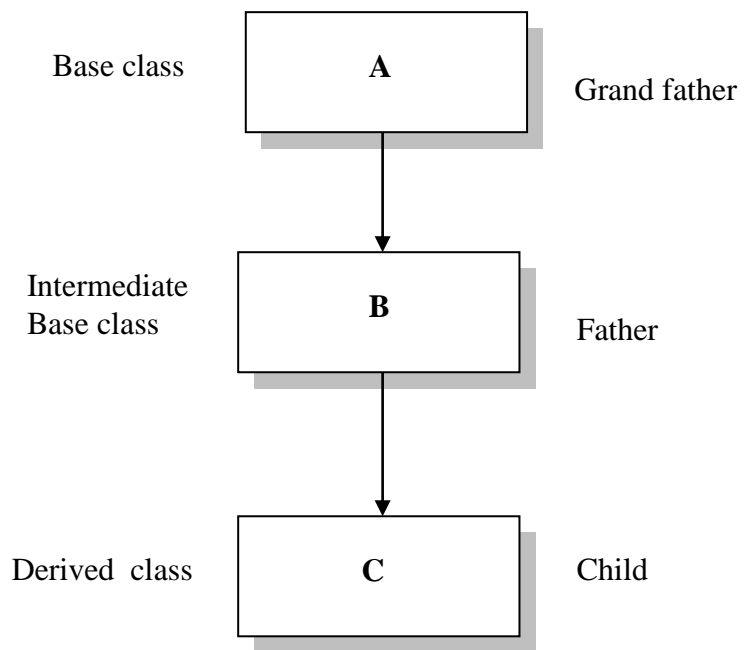 Base class
A
Grand father
Intermediate
Base class
B
Father
Derived class
C
Child